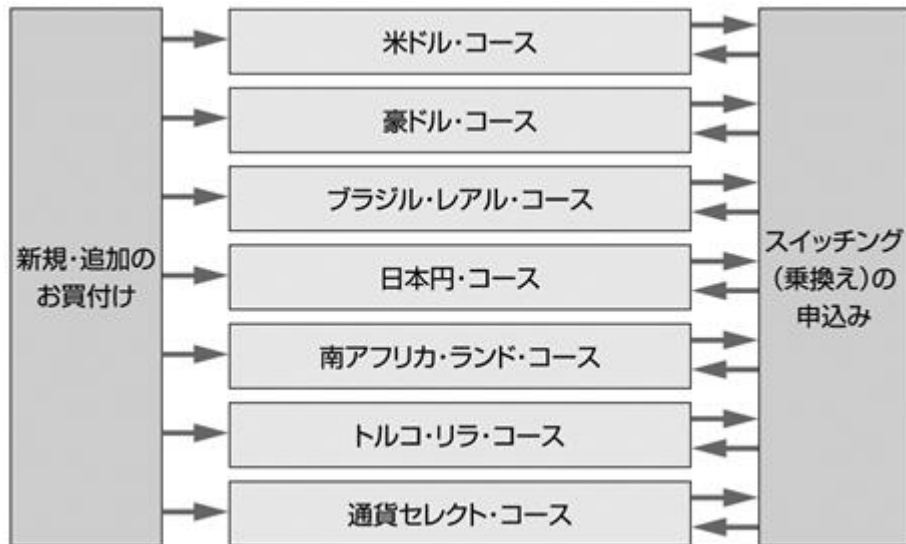 新規・追加の
お買付け
米ドル・コース
豪ドル・コース
ブラジル・レアル・コース
日本円・コース
南アフリカ・ランド・コース
トルコ・リラ・コース
通貨セレクト・コース
スイッチング
(乗換え)の
申込み